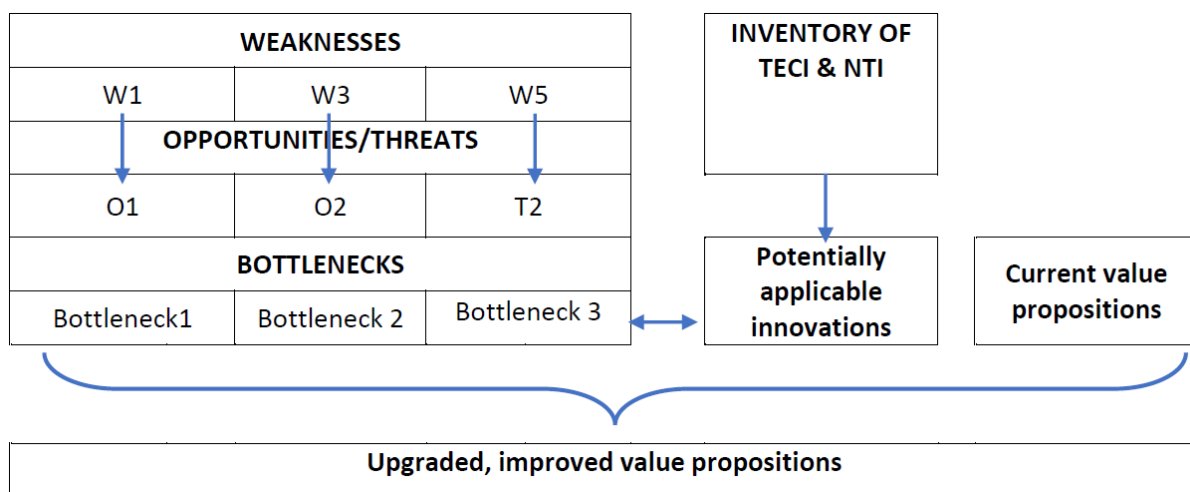 WEAKNESSES
W1 W3 W5
OPPORTUNITIES/THREATS
O1 O2 T2
BOTTLENECKS
Bottleneck1 Bottleneck 2 Bottleneck 3
INVENTORY OF
TECI & NTI
Potentially
applicable
innovations
Current value
propositions
Upgraded, improved value propositions